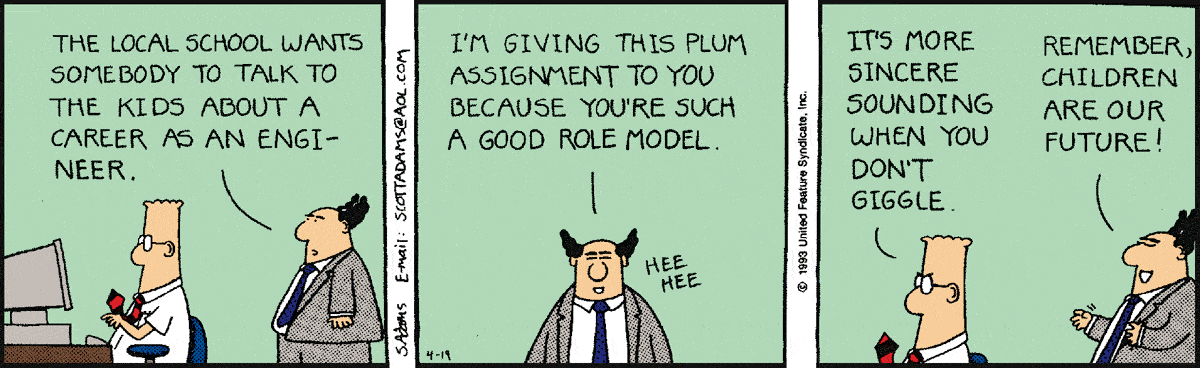 THE LOCAL SCHOOL WANTS
SOMEBODY TO TALK TO
THE KIDS ABOUT A
CAREER AS AN ENGI-
NEER.
S.Adams E-mail: SCOTTADAMS@AOL.COM
I'M GIVING THIS PLUM
ASSIGNMENT TO YOU
BECAUSE YOU'RE SUCH
A GOOD ROLE MODEL.
HEE
HEE
4-19
© 1993 United Feature Syndicate, Inc.
IT'S MORE
SINCERE
SOUNDING
WHEN YOU
DON'T
GIGGLE.
REMEMBER,
CHILDREN
ARE OUR
FUTURE!